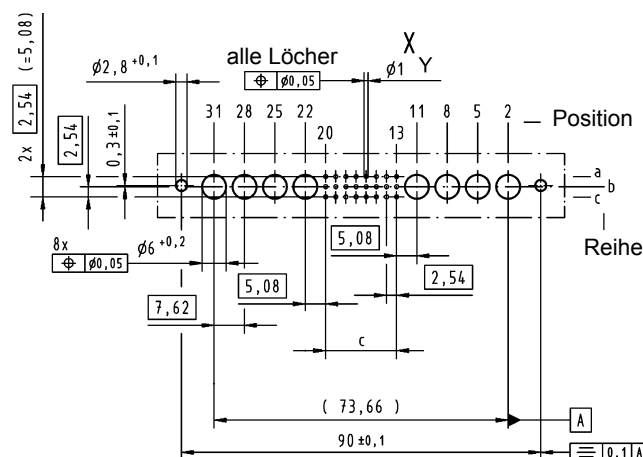 alle Löcher
X
Y
⌖ Ø0,05
Ø1
Ø2,8 +0,1
2x 2,54 (=5,08)
2,54
0,3±0,1
31 28 25 22 11 8 5 2 Position
20 13
a
b
c
Reihe
8x Ø6 +0,2
⌖ Ø0,05
5,08
5,08
2,54
7,62
c
( 73,66 )
A
90 ±0,1
⌯ 0,1 A